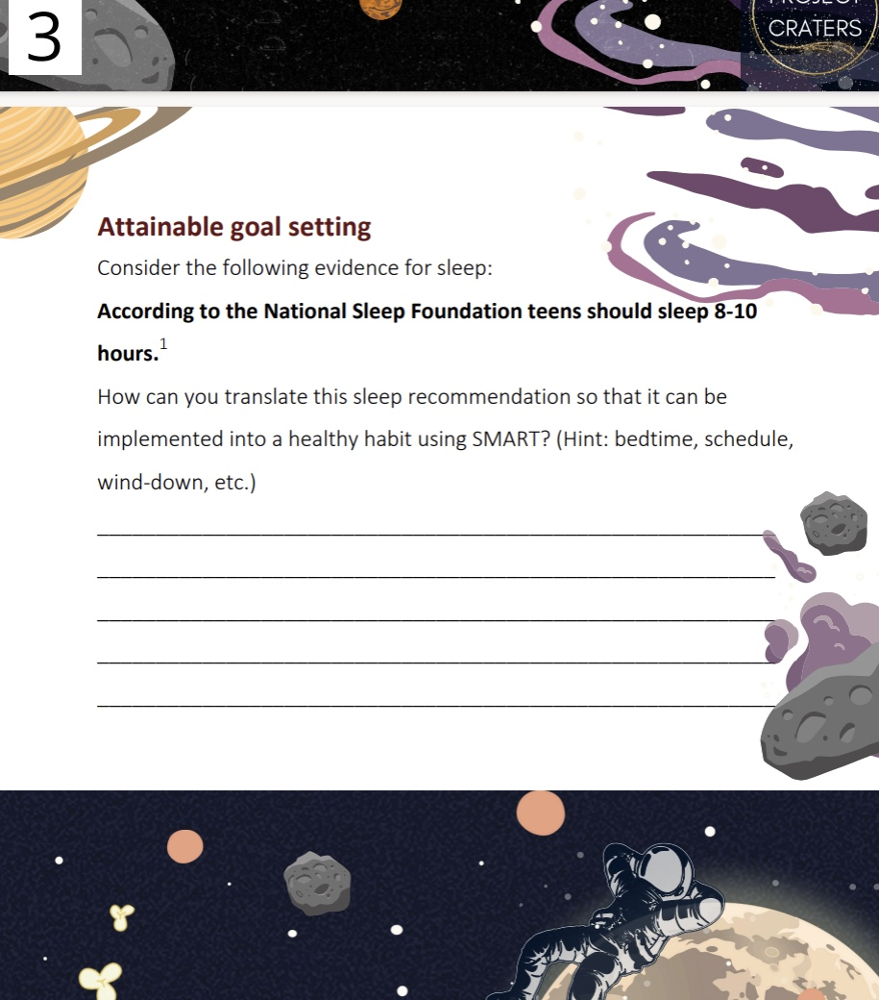 3
PROJECT
CRATERS
Attainable goal setting
Consider the following evidence for sleep:
According to the National Sleep Foundation teens should sleep 8-10
hours.1
How can you translate this sleep recommendation so that it can be
implemented into a healthy habit using SMART? (Hint: bedtime, schedule,
wind-down, etc.)